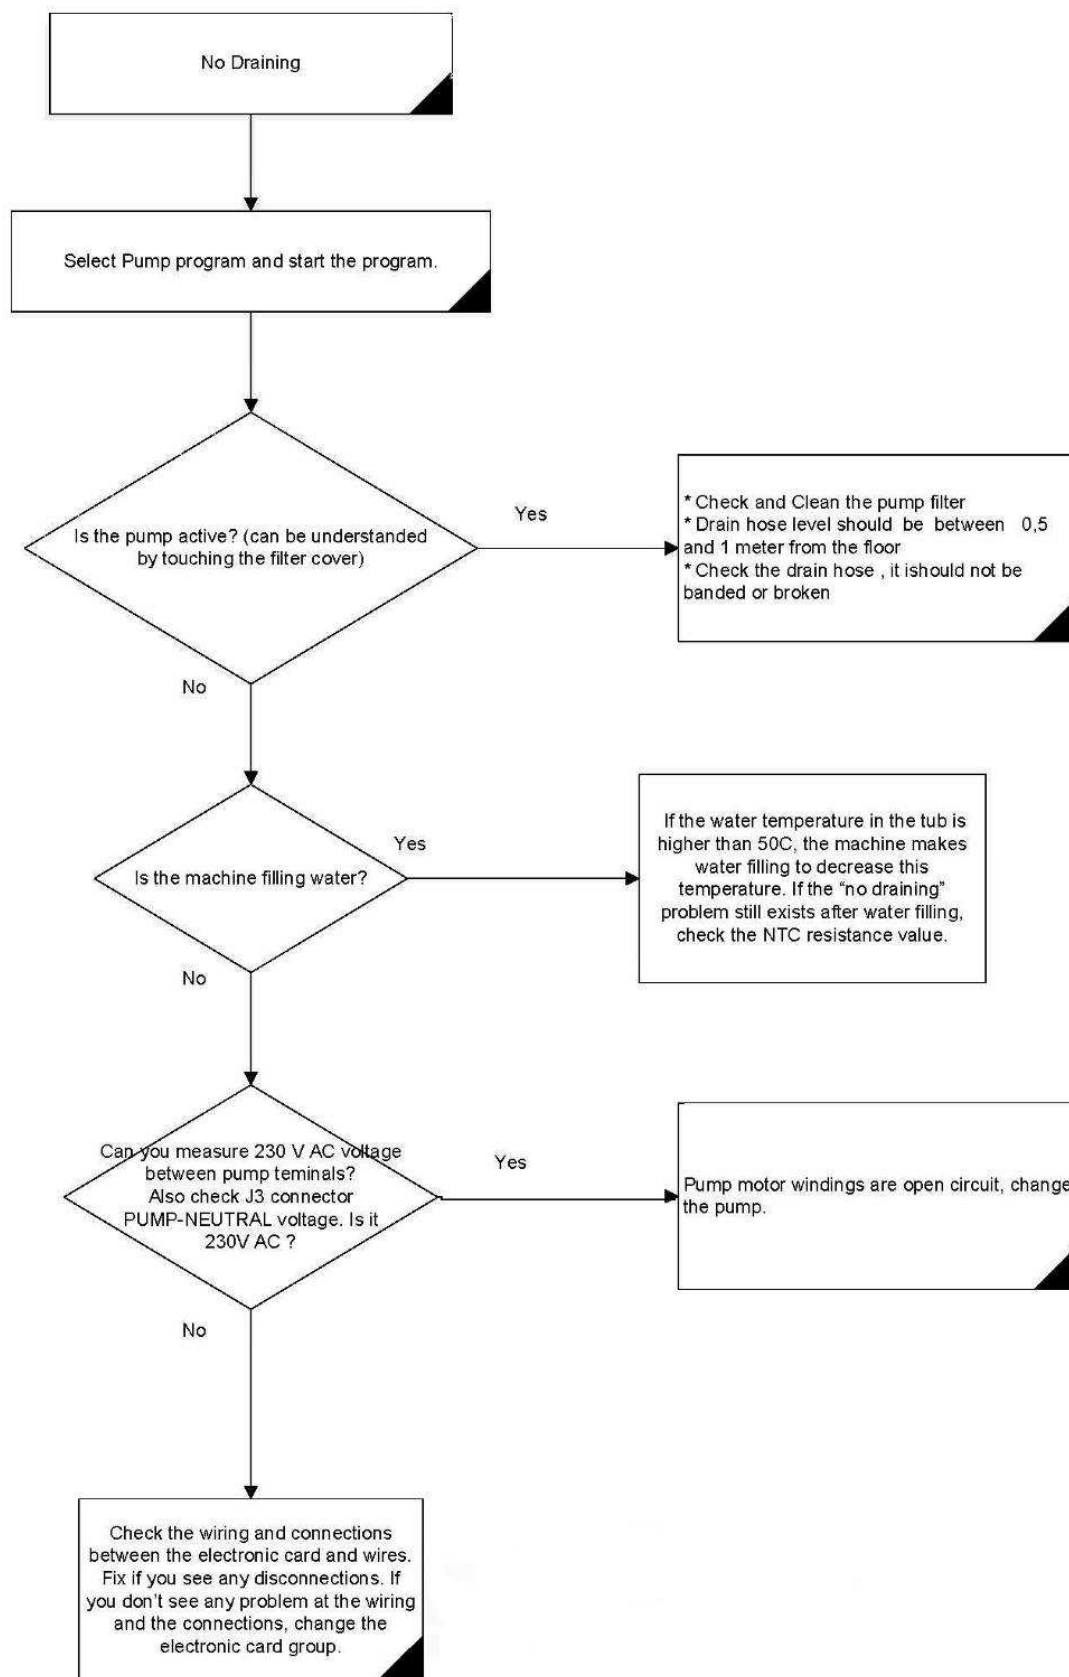 No Draining
Select Pump program and start the program.
Is the pump active? (can be understanded
by touching the filter cover)
Yes
* Check and Clean the pump filter
* Drain hose level should be between 0,5
and 1 meter from the floor
* Check the drain hose , it ishould not be
banded or broken
No
Is the machine filling water?
Yes
If the water temperature in the tub is
higher than 50C, the machine makes
water filling to decrease this
temperature. If the “no draining”
problem still exists after water filling,
check the NTC resistance value.
No
Can you measure 230 V AC voltage
between pump teminals?
Also check J3 connector
PUMP-NEUTRAL voltage. Is it
230V AC ?
Yes
Pump motor windings are open circuit, change
the pump.
No
Check the wiring and connections
between the electronic card and wires.
Fix if you see any disconnections. If
you don’t see any problem at the wiring
and the connections, change the
electronic card group.